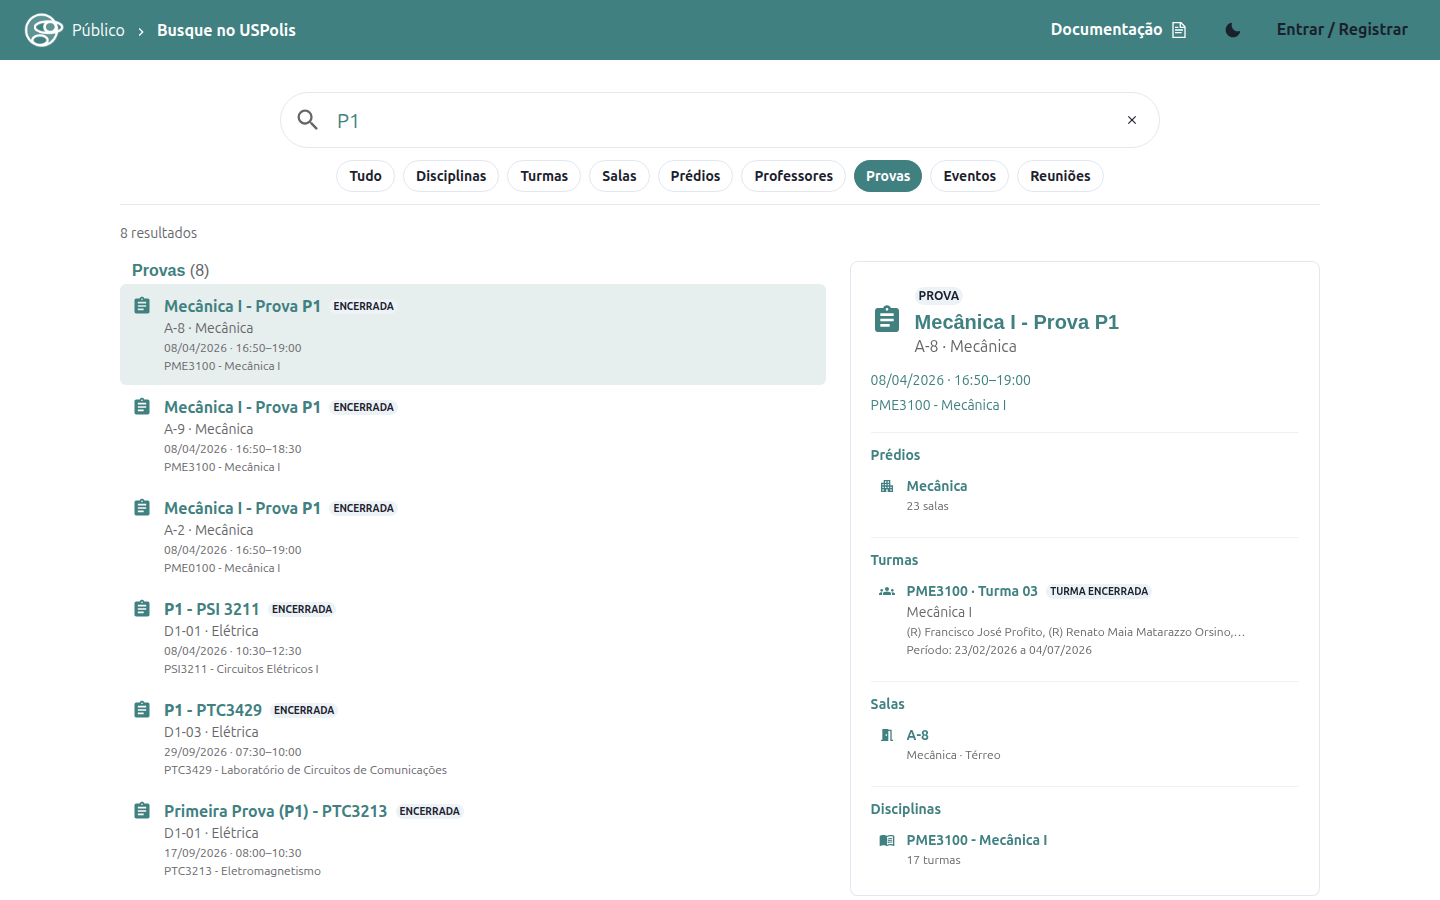 Público › Busque no USPolis
Documentação
Entrar / Registrar
P1
Tudo
Disciplinas
Turmas
Salas
Prédios
Professores
Provas
Eventos
Reuniões
8 resultados
Provas (8)
Mecânica I - Prova P1 ENCERRADA
A-8 · Mecânica
08/04/2026 · 16:50–19:00
PME3100 - Mecânica I
Mecânica I - Prova P1 ENCERRADA
A-9 · Mecânica
08/04/2026 · 16:50–18:30
PME3100 - Mecânica I
Mecânica I - Prova P1 ENCERRADA
A-2 · Mecânica
08/04/2026 · 16:50–19:00
PME0100 - Mecânica I
P1 - PSI 3211 ENCERRADA
D1-01 · Elétrica
08/04/2026 · 10:30–12:30
PSI3211 - Circuitos Elétricos I
P1 - PTC3429 ENCERRADA
D1-03 · Elétrica
29/09/2026 · 07:30–10:00
PTC3429 - Laboratório de Circuitos de Comunicações
Primeira Prova (P1) - PTC3213 ENCERRADA
D1-01 · Elétrica
17/09/2026 · 08:00–10:30
PTC3213 - Eletromagnetismo
PROVA
Mecânica I - Prova P1
A-8 · Mecânica
08/04/2026 · 16:50–19:00
PME3100 - Mecânica I
Prédios
Mecânica
23 salas
Turmas
PME3100 · Turma 03 TURMA ENCERRADA
Mecânica I
(R) Francisco José Profito, (R) Renato Maia Matarazzo Orsino,...
Período: 23/02/2026 a 04/07/2026
Salas
A-8
Mecânica · Térreo
Disciplinas
PME3100 - Mecânica I
17 turmas